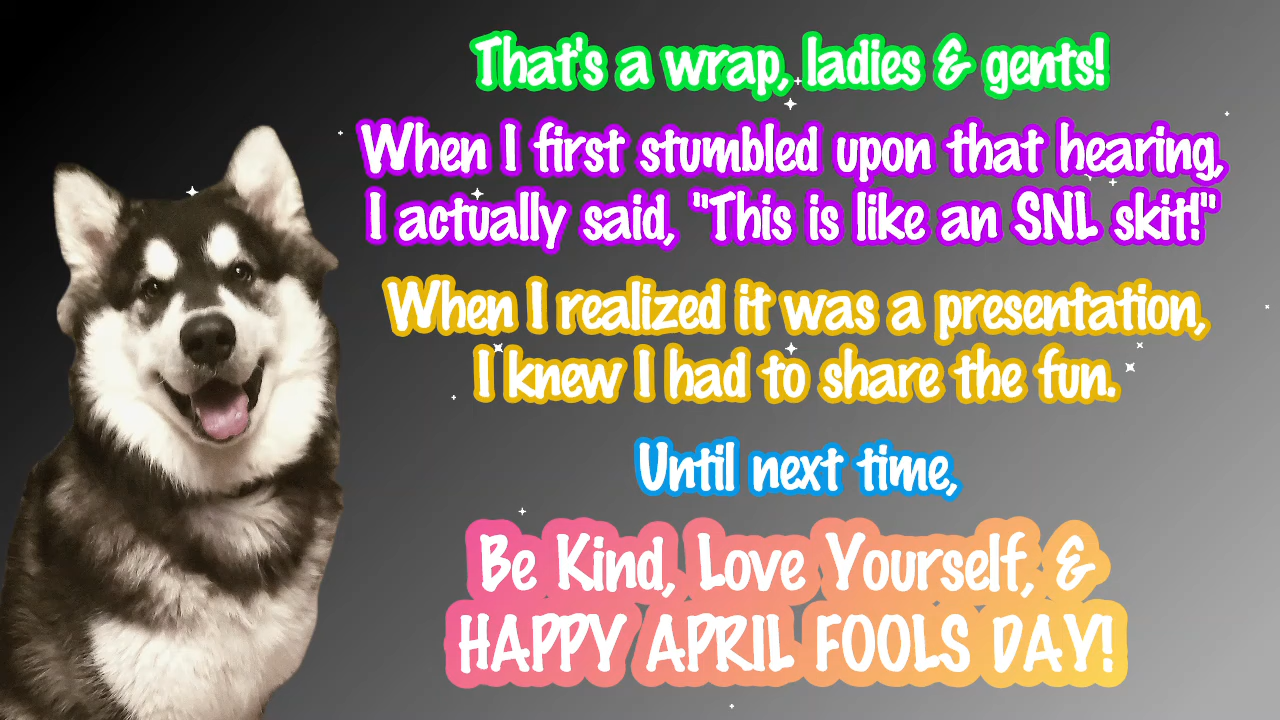 That's a wrap, ladies & gents!
When I first stumbled upon that hearing,
I actually said, "This is like an SNL skit!"
When I realized it was a presentation,
I knew I had to share the fun.
Until next time,
Be Kind, Love Yourself, &
HAPPY APRIL FOOLS DAY!